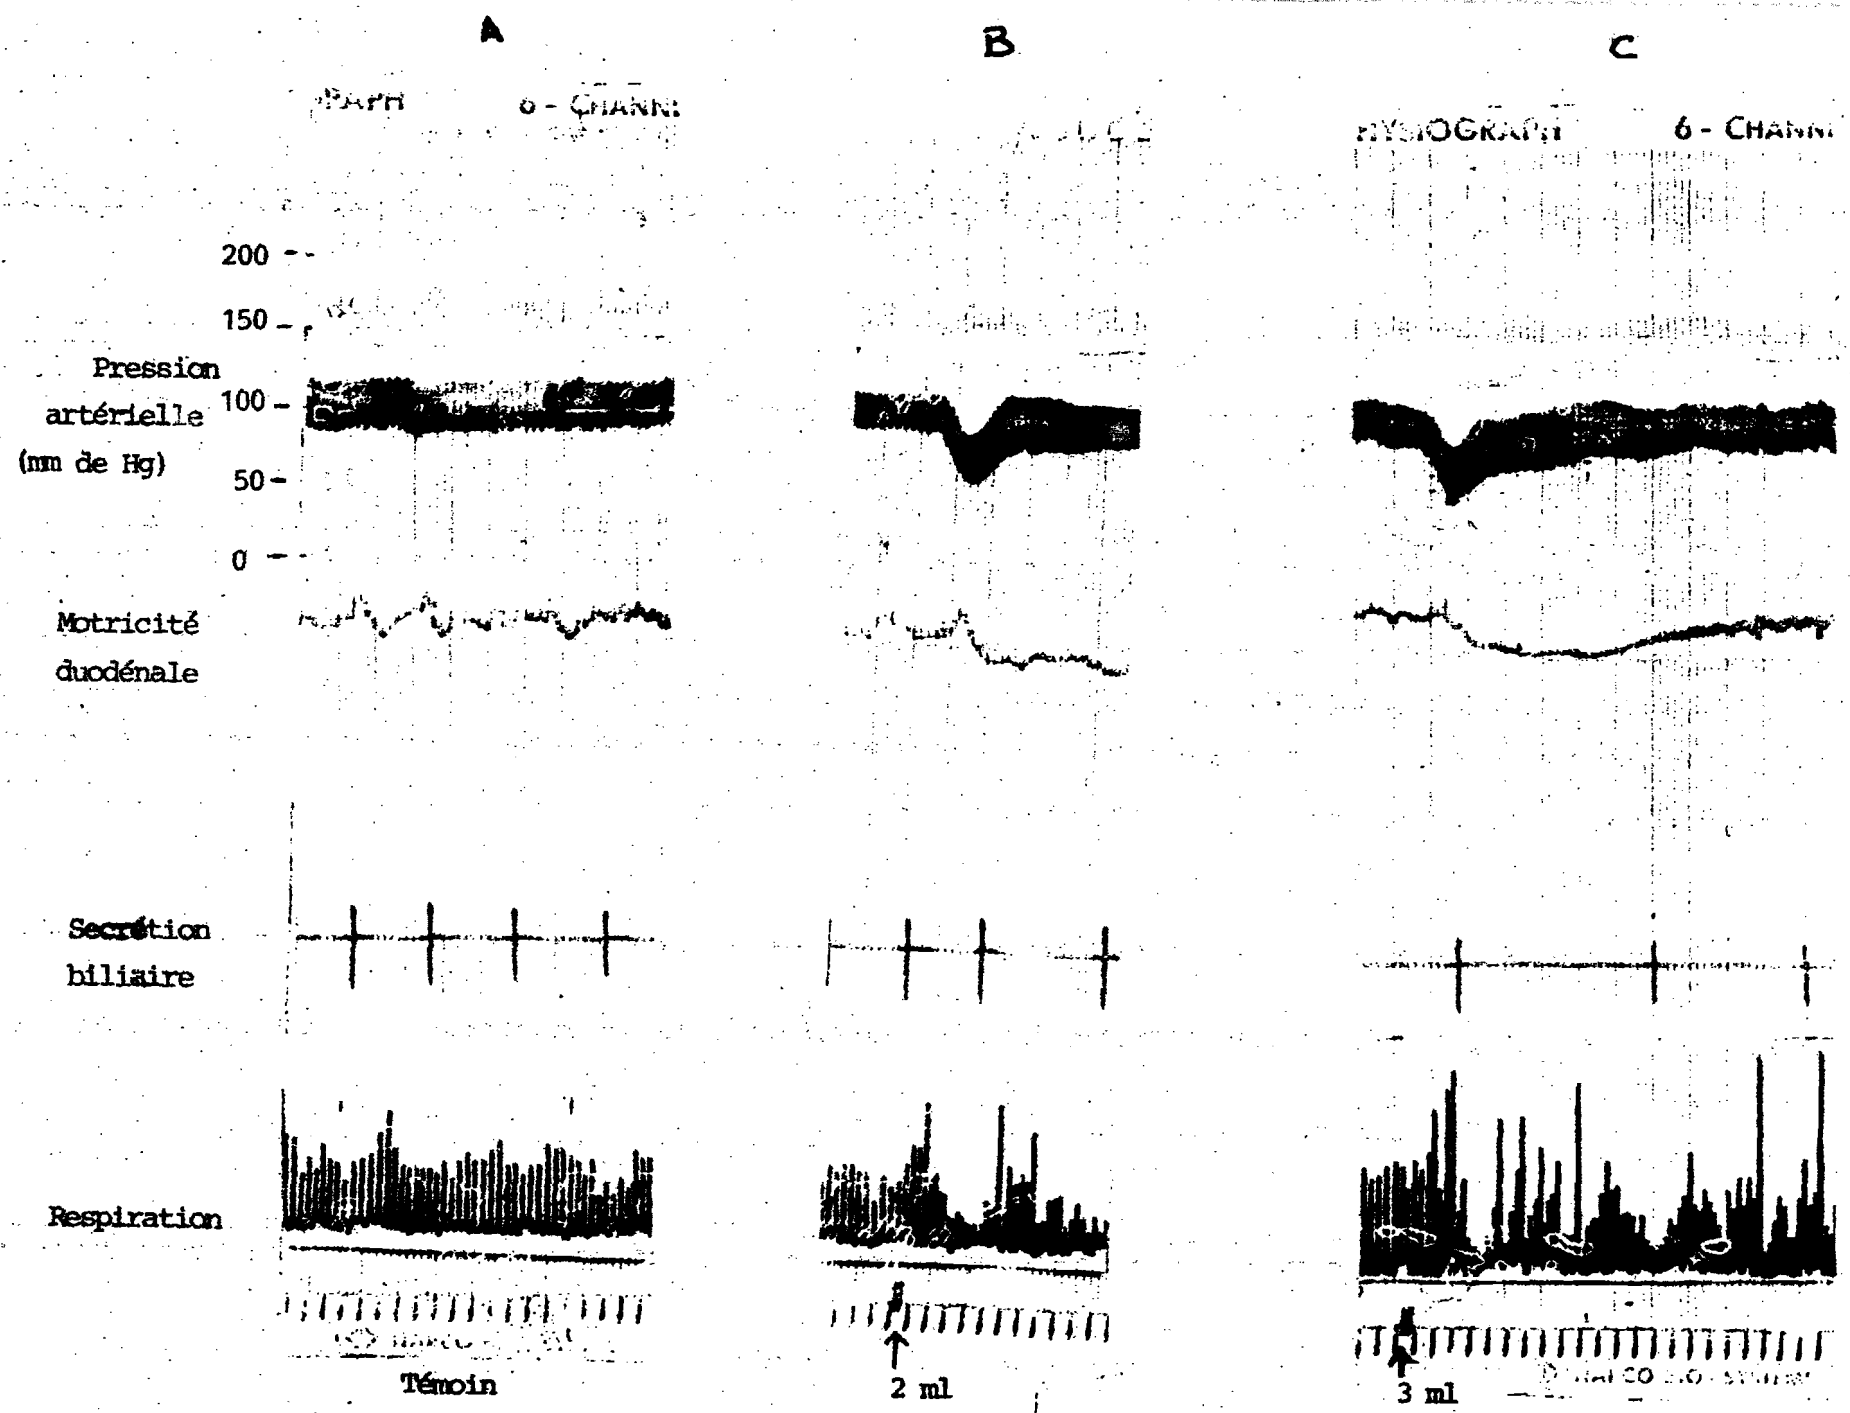 A
B
C
6 - CHANN
HYSIOGRAPH 6 - CHANN
200
150
Pression
artérielle
(mm de Hg)
100
50
0
Motricité
duodénale
Secrétion
biliaire
Respiration
Témoin
2 ml
3 ml